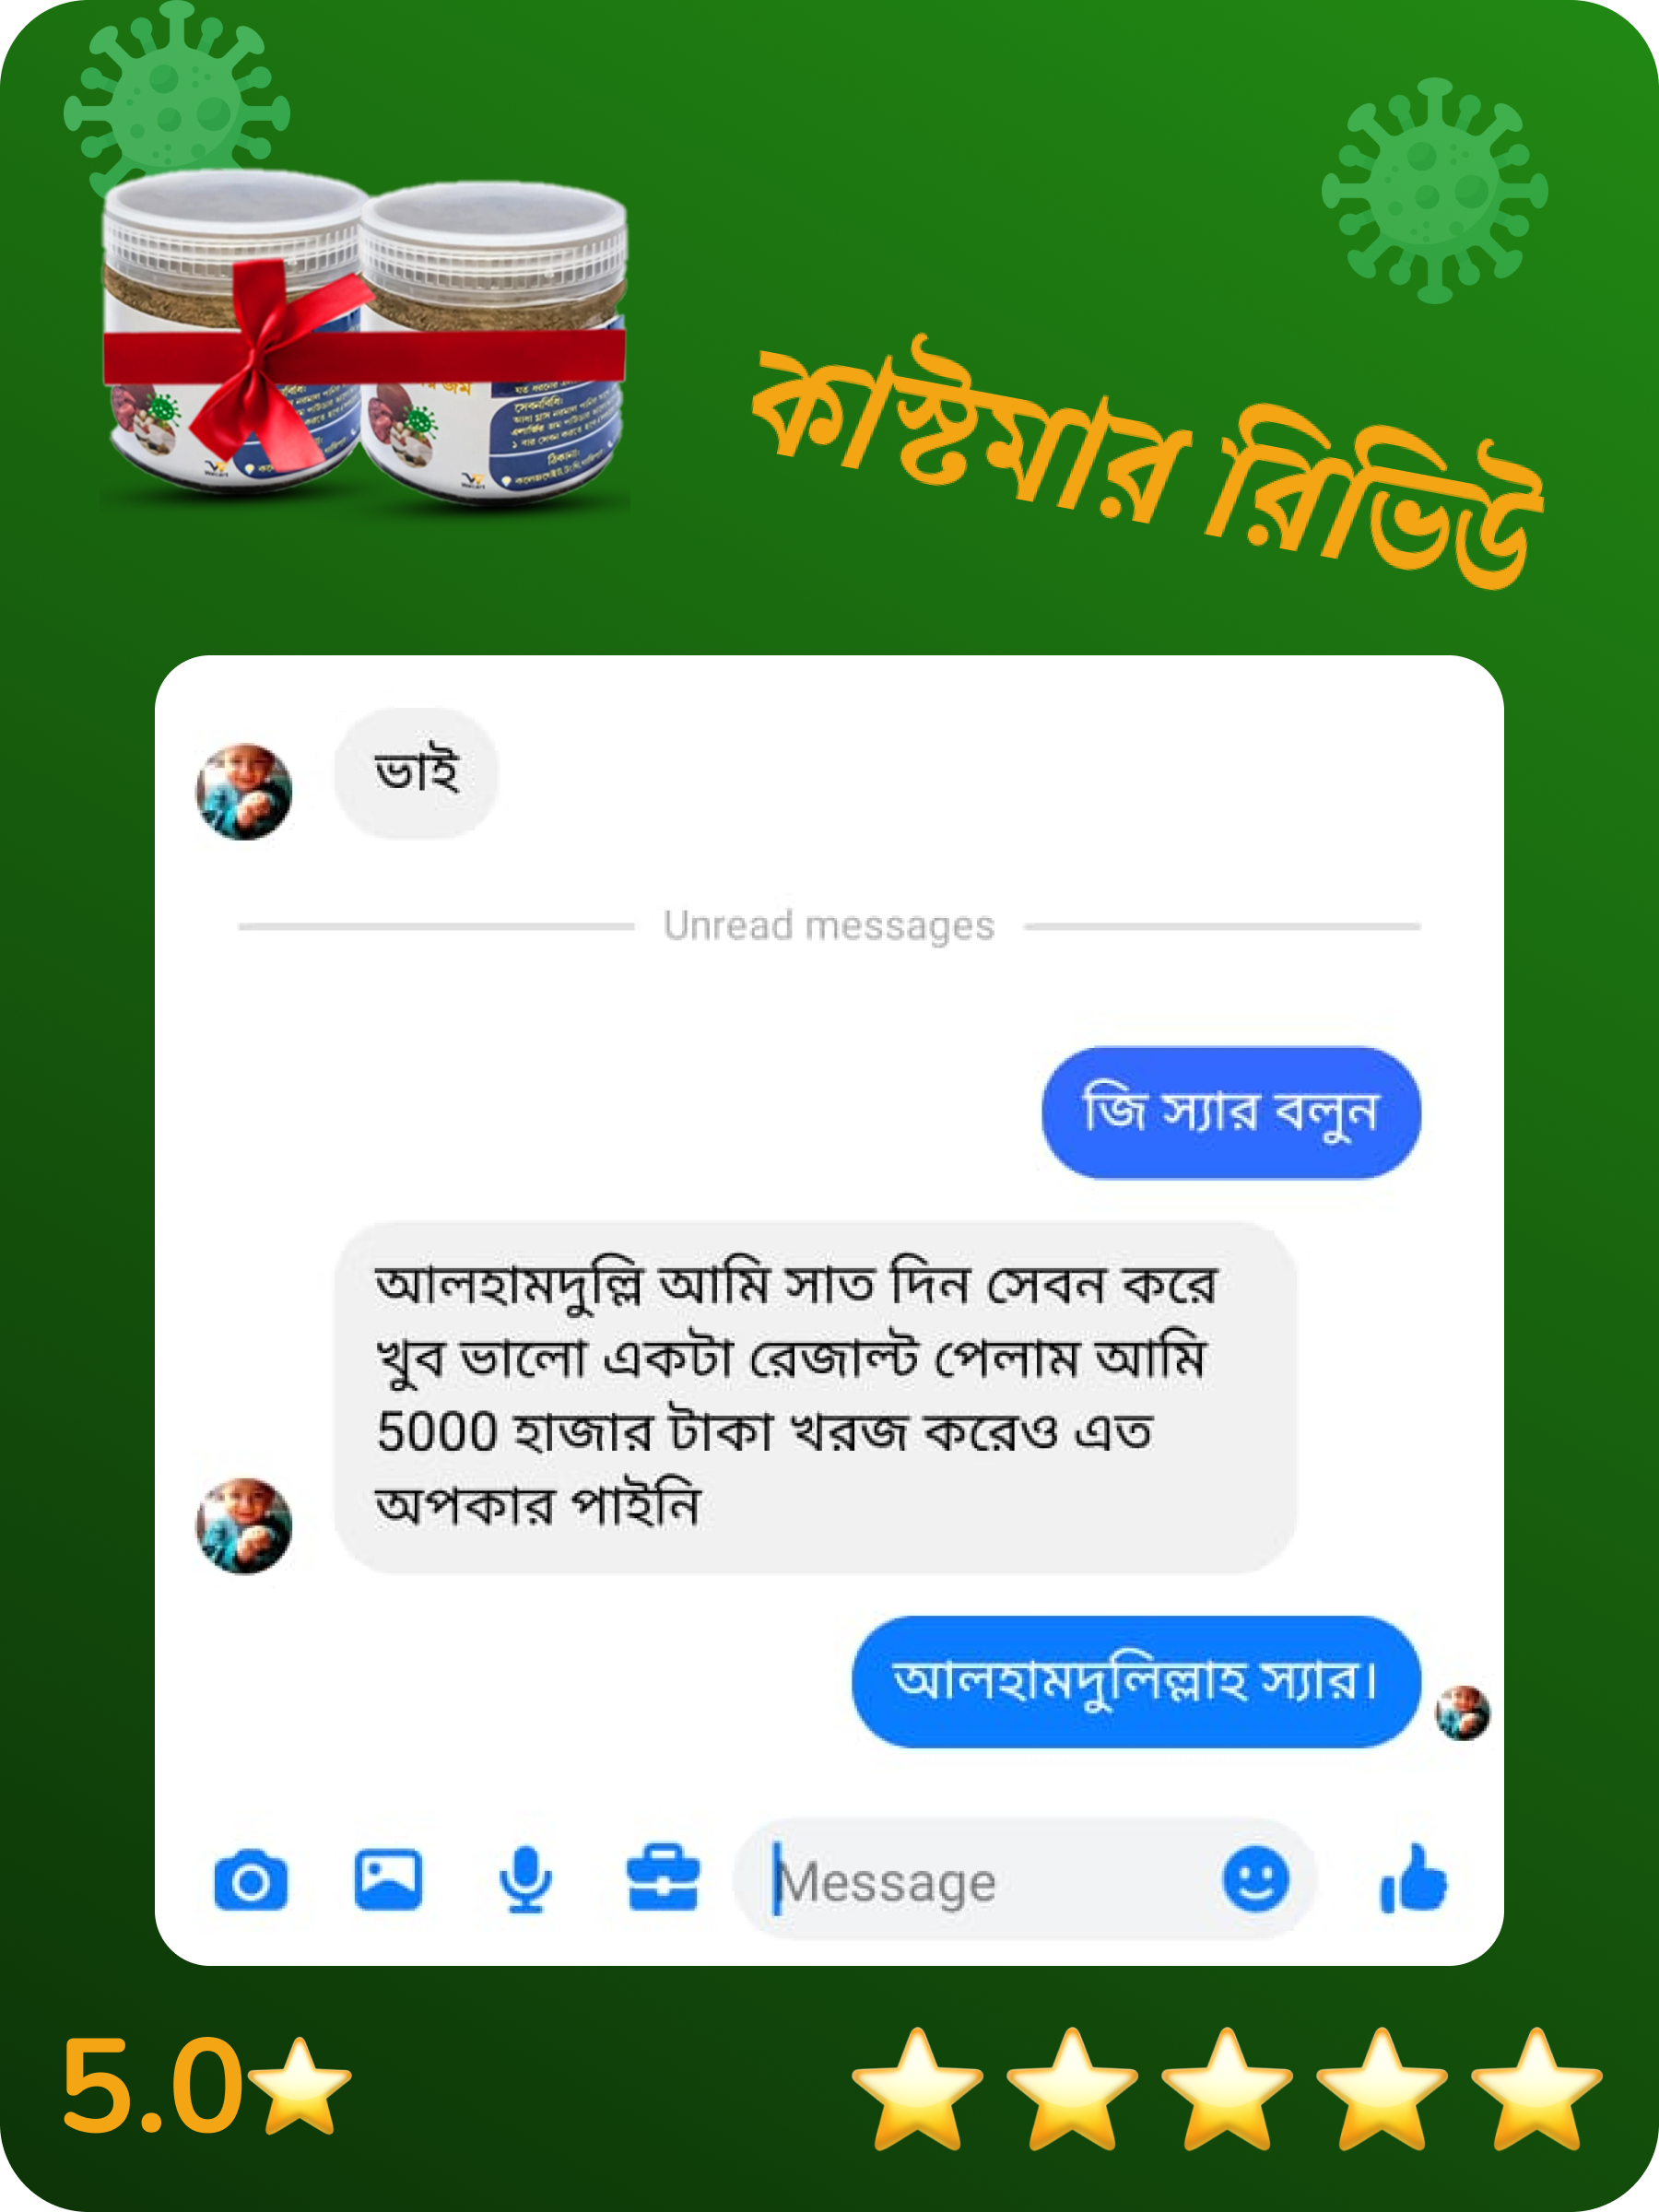 কাস্টমার রিভিউ
সেবনবিধি:
ঠিকানা:
ভাই
Unread messages
জি স্যার বলুন
আলহামদুল্লি আমি সাত দিন সেবন করে
খুব ভালো একটা রেজাল্ট পেলাম আমি
5000 হাজার টাকা খরজ করেও এত
অপকার পাইনি
আলহামদুলিল্লাহ স্যার।
Message
5.0